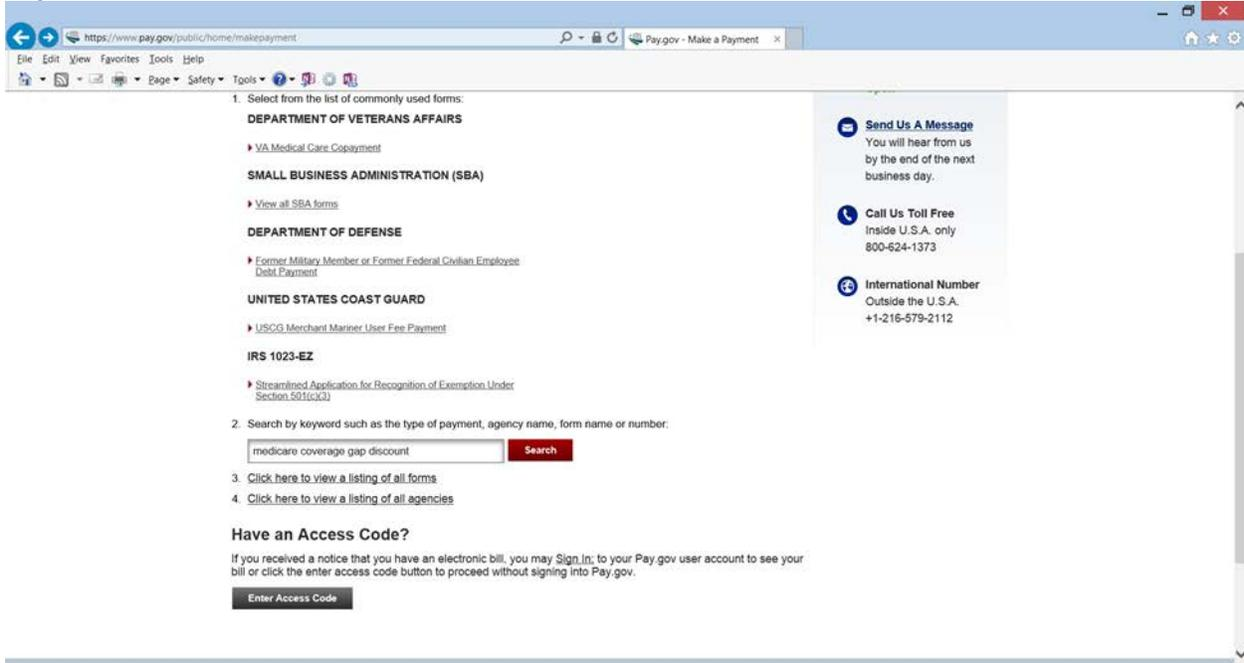 https://www.pay.gov/public/home/makepayment
Pay.gov - Make a Payment
File Edit View Favorites Tools Help
Page Safety Tools
1. Select from the list of commonly used forms:
DEPARTMENT OF VETERANS AFFAIRS
VA Medical Care Copayment
SMALL BUSINESS ADMINISTRATION (SBA)
View all SBA forms
DEPARTMENT OF DEFENSE
Former Military Member or Former Federal Civilian Employee
Debt Payment
UNITED STATES COAST GUARD
USCG Merchant Mariner User Fee Payment
IRS 1023-EZ
Streamlined Application for Recognition of Exemption Under
Section 501(c)(3)
2. Search by keyword such as the type of payment, agency name, form name or number:
medicare coverage gap discount Search
3. Click here to view a listing of all forms
4. Click here to view a listing of all agencies
Have an Access Code?
If you received a notice that you have an electronic bill, you may Sign In: to your Pay.gov user account to see your
bill or click the enter access code button to proceed without signing into Pay.gov.
Enter Access Code
Send Us A Message
You will hear from us
by the end of the next
business day.
Call Us Toll Free
Inside U.S.A. only
800-624-1373
International Number
Outside the U.S.A.
+1-216-579-2112